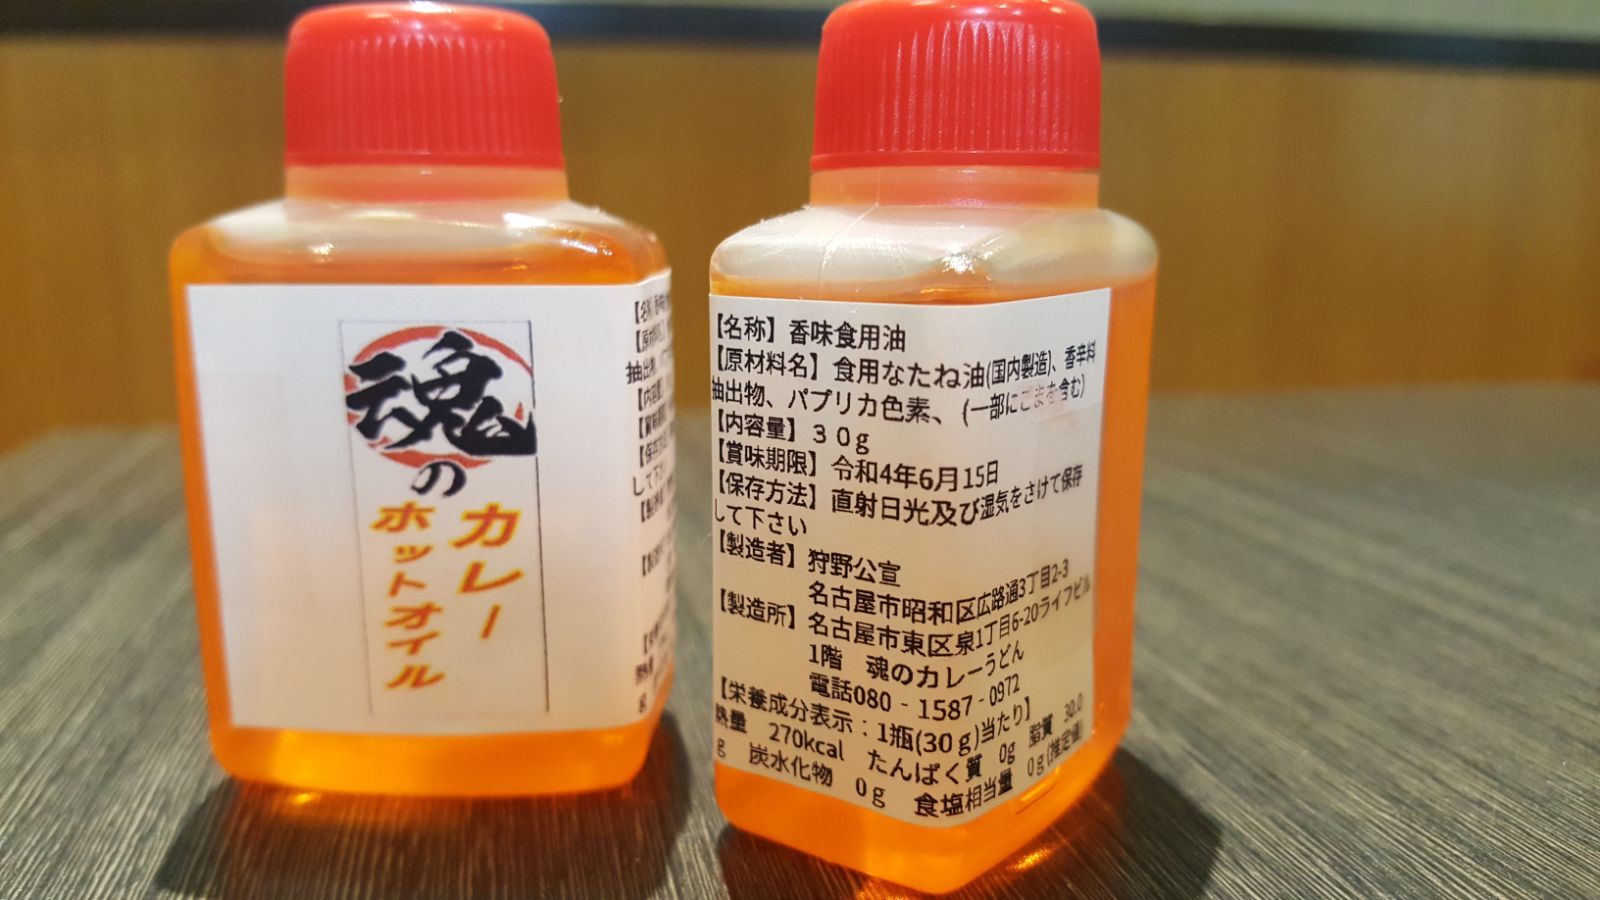 魂
の
カレー
ホットオイル
して下
【名称】香味食用油
【原材料名】食用なたね油(国内製造)、香辛料
抽出物、パプリカ色素、(一部にごまを含む)
【内容量】30g
【賞味期限】令和4年6月15日
【保存方法】直射日光及び湿気をさけて保存
して下さい
【製造者】狩野公宣
名古屋市昭和区広路通3丁目2-3
【製造所】名古屋市東区泉1丁目6-20ライフビル
1階 魂のカレーうどん
電話080-1587-0972
【栄養成分表示:1瓶(30g)当たり】
熱量 270kcal たんぱく質 0g 脂質 30.0
g 炭水化物 0g 食塩相当量 0g(推定値)